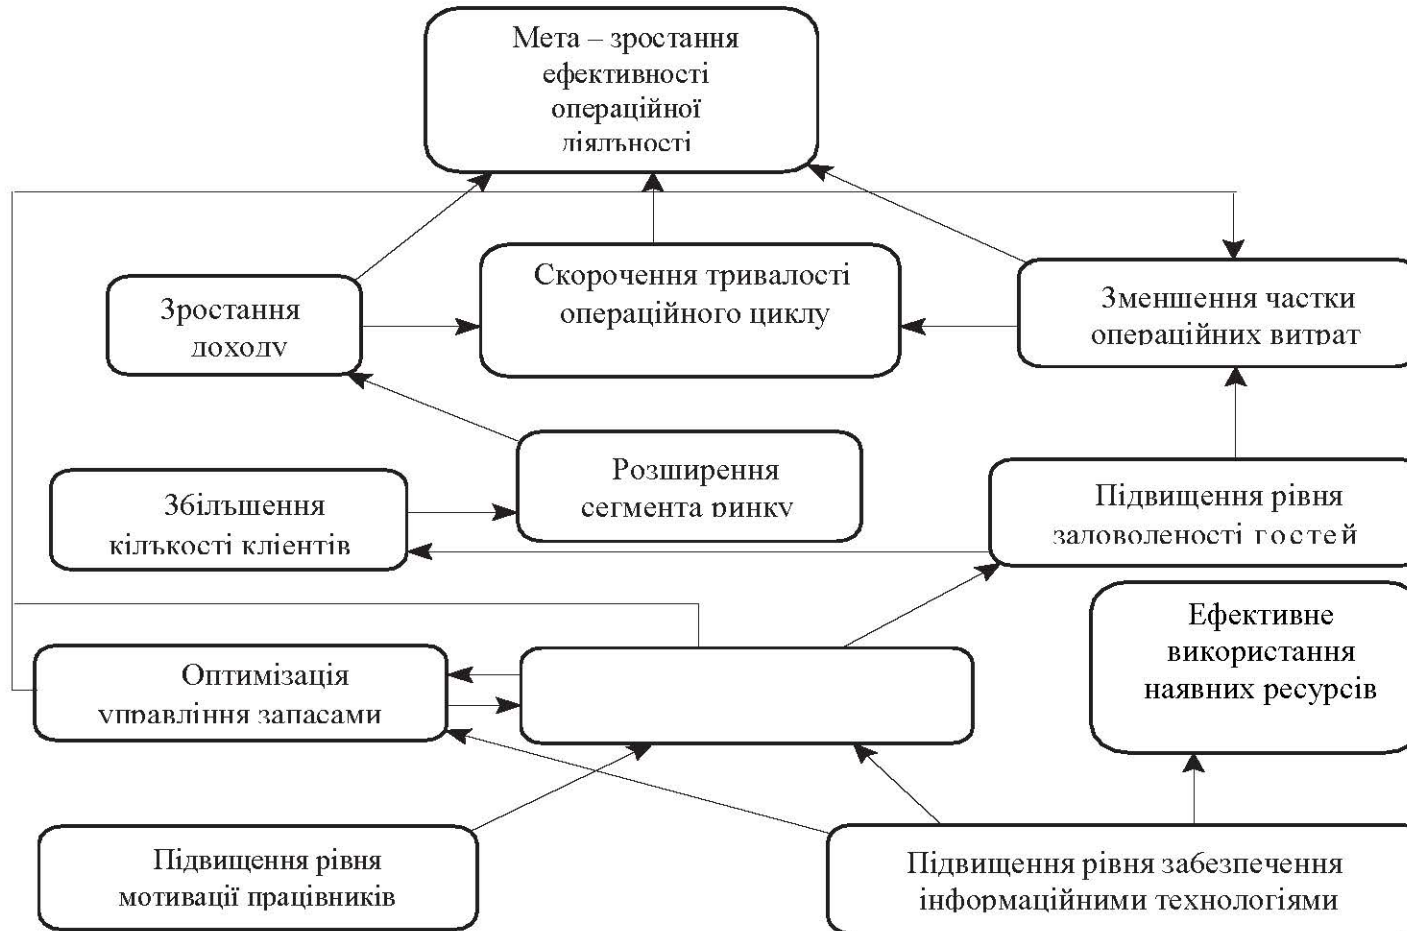 Мета – зростання
ефективності
операційної
діяльності
Скорочення тривалості
операційного циклу
Зростання
доходу
Зменшення частки
операційних витрат
Розширення
сегмента ринку
Збільшення
кількості клієнтів
Підвищення рівня
задоволеності гостей
Ефективне
використання
наявних ресурсів
Оптимізація
управління запасами
Підвищення рівня
мотивації працівників
Підвищення рівня забезпечення
інформаційними технологіями